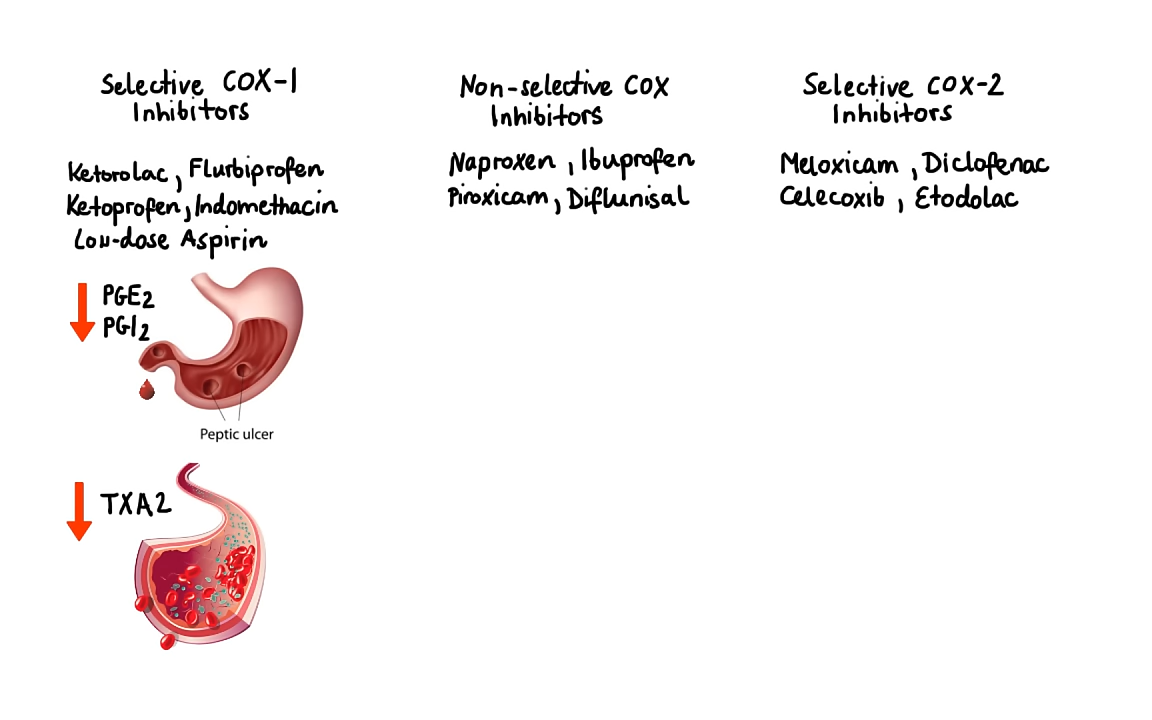 Selective COX-1
Inhibitors
Ketorolac, Flurbiprofen
Ketoprofen, Indomethacin
Low-dose Aspirin
PGE2
PGI2
Peptic ulcer
TXA2
Non-selective COX
Inhibitors
Naproxen, Ibuprofen
Piroxicam, Diflunisal
Selective COX-2
Inhibitors
Meloxicam, Diclofenac
Celecoxib, Etodolac